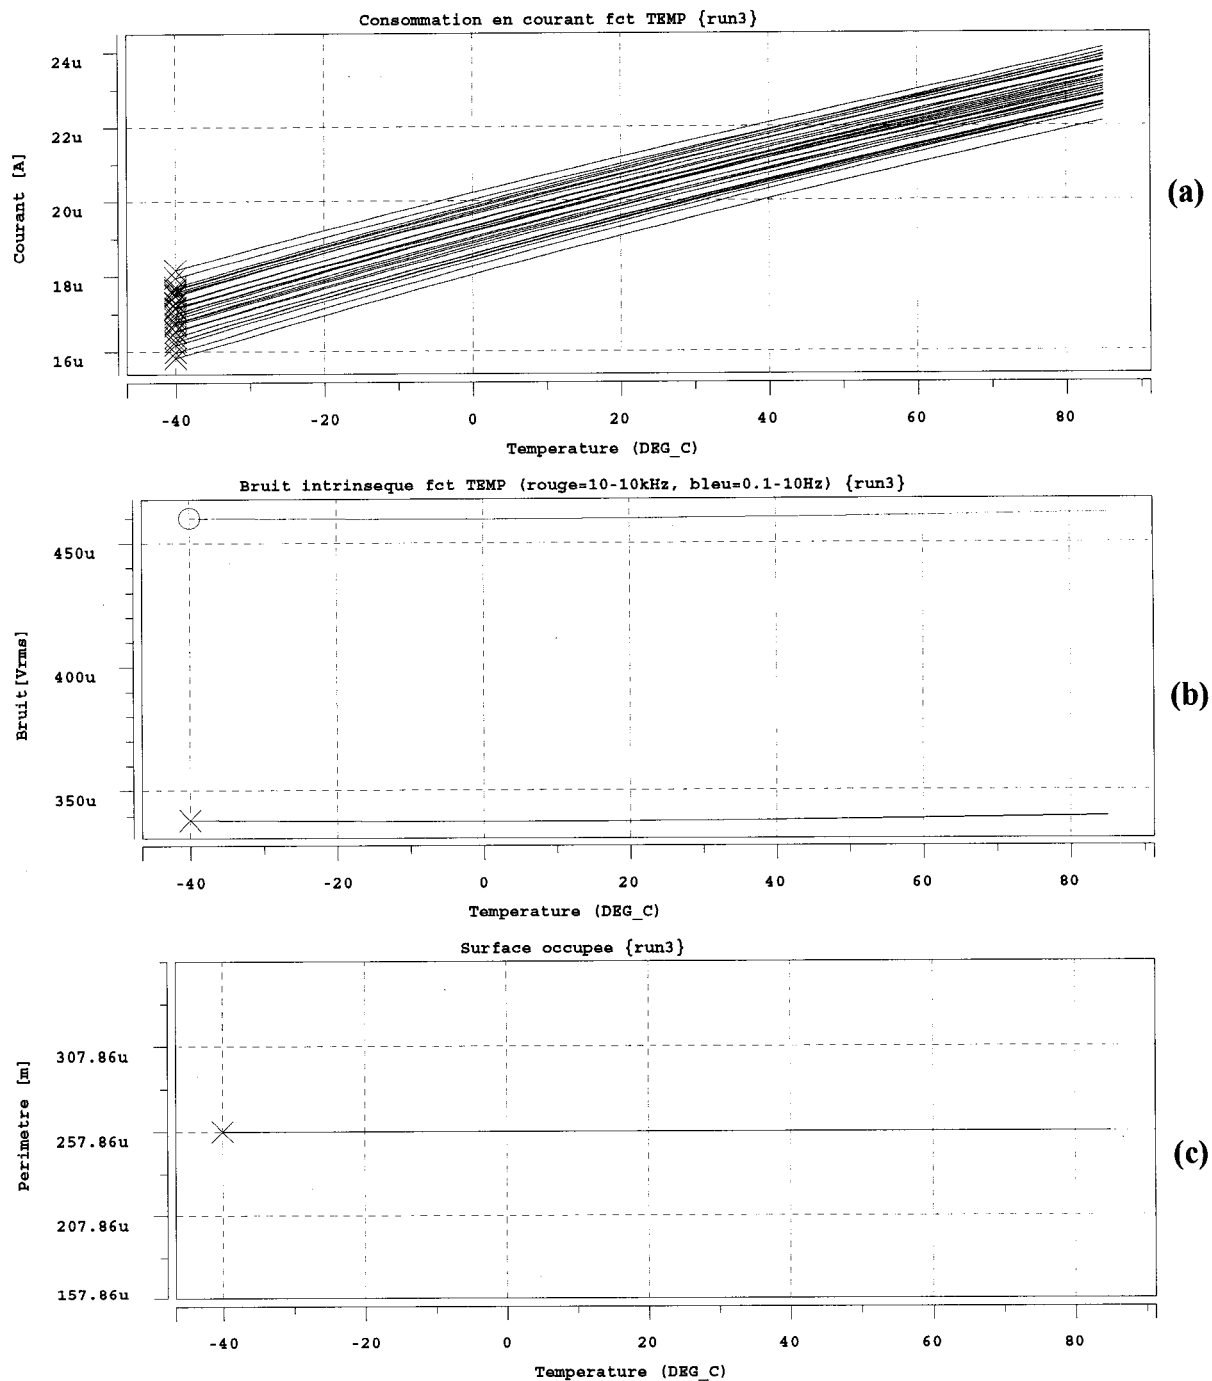 Consommation en courant fct TEMP {run3}
24u
22u
20u
18u
16u
Courant [A]
-40 -20 0 20 40 60 80
Temperature (DEG_C)
(a)
Bruit intrinseque fct TEMP (rouge=10-10kHz, bleu=0.1-10Hz) {run3}
450u
400u
350u
Bruit[Vrms]
-40 -20 0 20 40 60 80
Temperature (DEG_C)
(b)
Surface occupee {run3}
307.86u
257.86u
207.86u
157.86u
Perimetre [m]
-40 -20 0 20 40 60 80
Temperature (DEG_C)
(c)